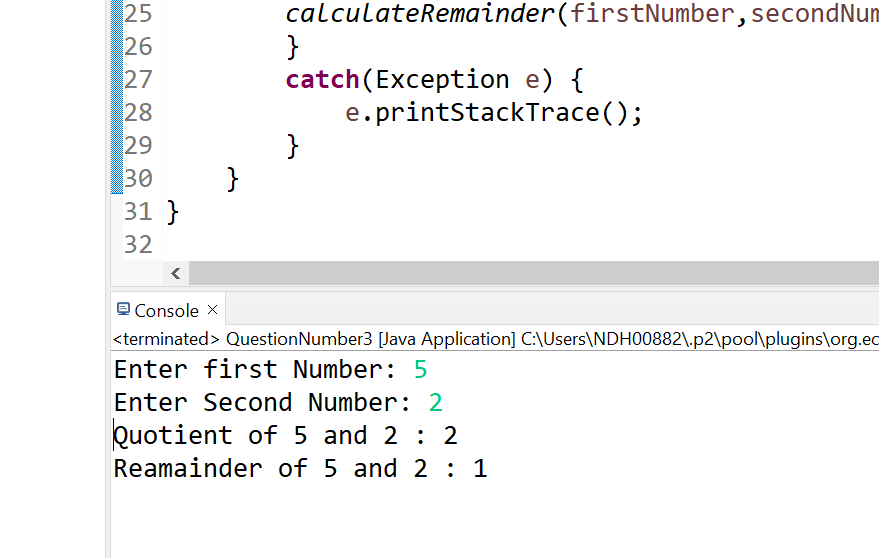 25 calculateRemainder(firstNumber,secondNum
26 }
27 catch(Exception e) {
28 e.printStackTrace();
29 }
30 }
31 }
32
Console
<terminated> QuestionNumber3 [Java Application] C:\Users\NDH00882\.p2\pool\plugins\org.ec
Enter first Number: 5
Enter Second Number: 2
Quotient of 5 and 2 : 2
Reamainder of 5 and 2 : 1